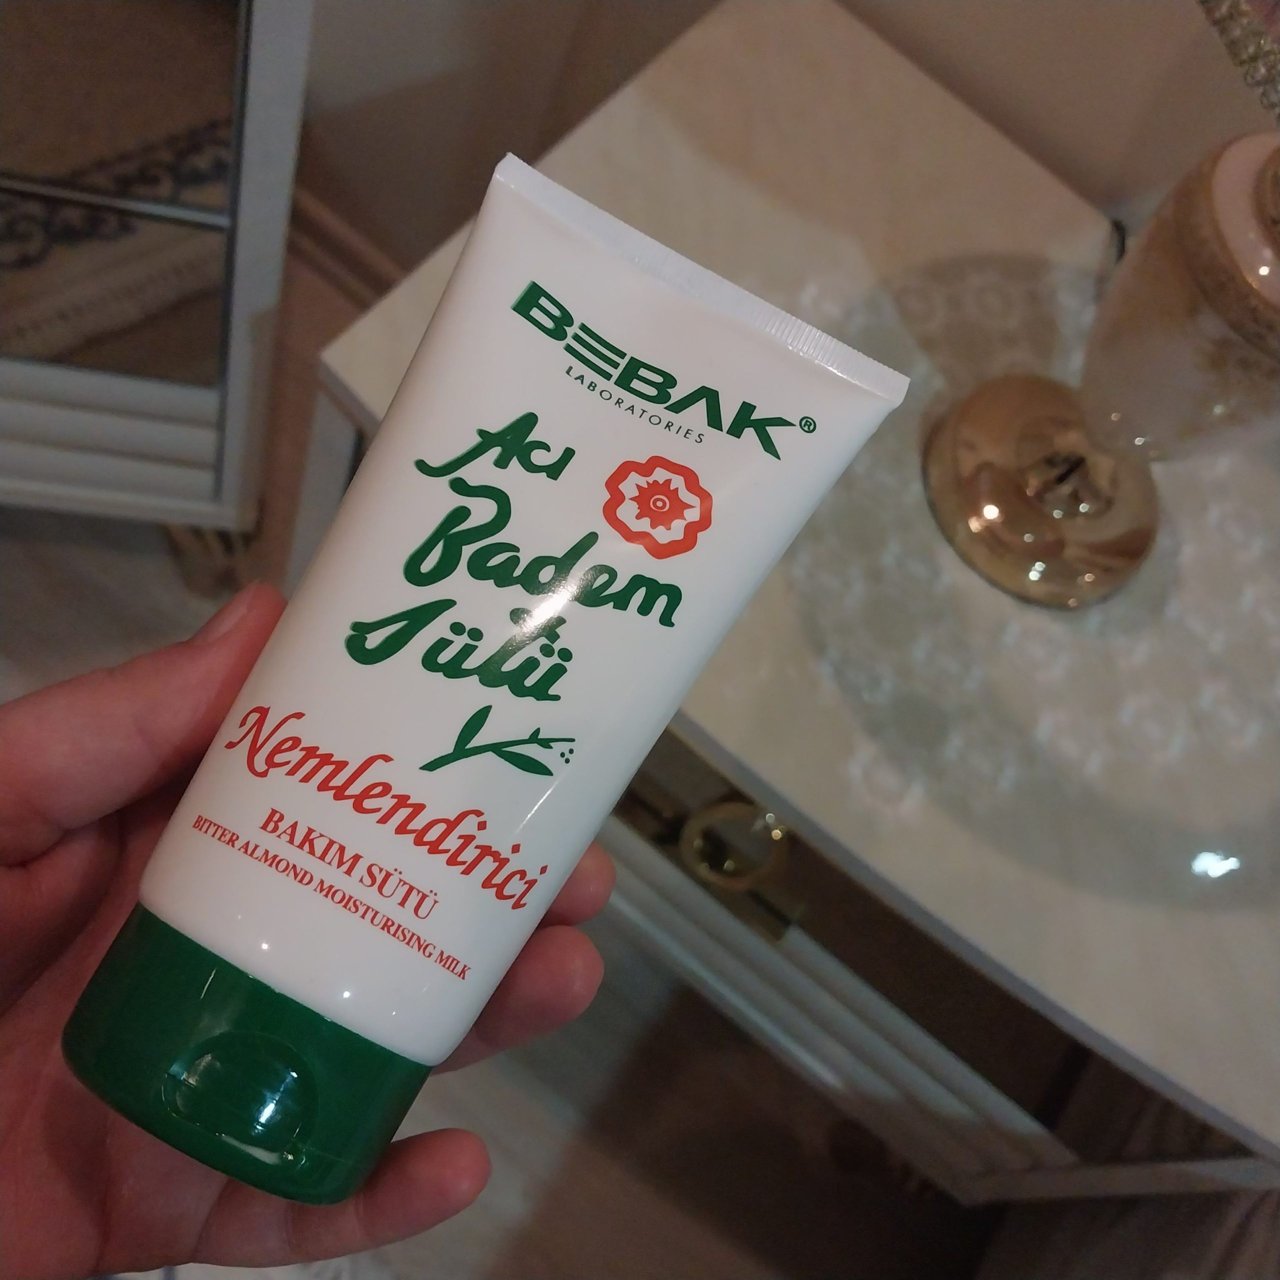 BEBAK®
LABORATORIES
Acı
Badem
Sütü
Nemlendirici
BAKIM SÜTÜ
BITTER ALMOND MOISTURISING MILK